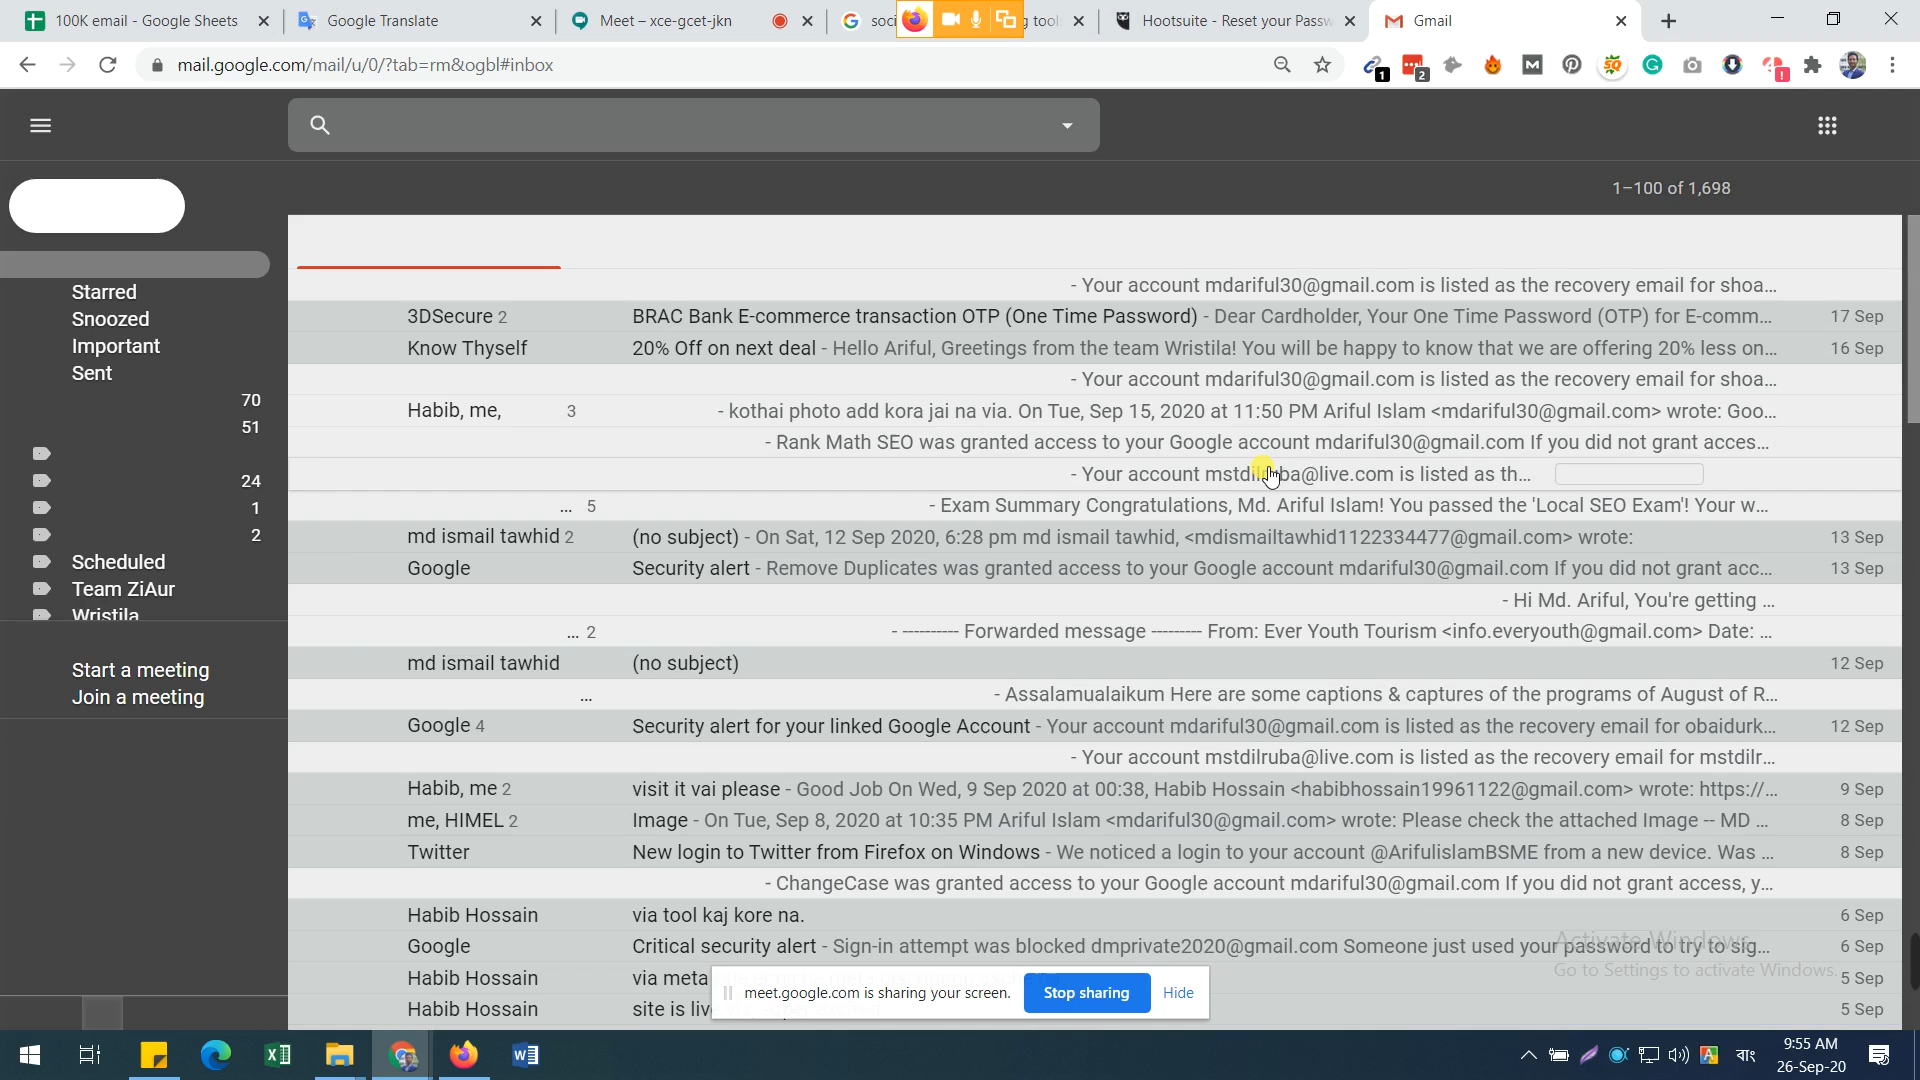 100K email - Google Sheets
Google Translate
Meet – xce-gcet-jkn
soci
g tool
Hootsuite - Reset your Passw
Gmail
mail.google.com/mail/u/0/?tab=rm&ogbl#inbox
1
2
1–100 of 1,698
Starred
Snoozed
Important
Sent
70
51
24
1
2
Scheduled
Team ZiAur
Wristila
Start a meeting
Join a meeting
- Your account mdariful30@gmail.com is listed as the recovery email for shoa...
3DSecure 2 BRAC Bank E-commerce transaction OTP (One Time Password) - Dear Cardholder, Your One Time Password (OTP) for E-comm... 17 Sep
Know Thyself 20% Off on next deal - Hello Ariful, Greetings from the team Wristila! You will be happy to know that we are offering 20% less on... 16 Sep
- Your account mdariful30@gmail.com is listed as the recovery email for shoa...
Habib, me, 3 - kothai photo add kora jai na via. On Tue, Sep 15, 2020 at 11:50 PM Ariful Islam <mdariful30@gmail.com> wrote: Goo...
- Rank Math SEO was granted access to your Google account mdariful30@gmail.com If you did not grant acces...
- Your account mstdilruba@live.com is listed as th...
... 5 - Exam Summary Congratulations, Md. Ariful Islam! You passed the 'Local SEO Exam'! Your w...
md ismail tawhid 2 (no subject) - On Sat, 12 Sep 2020, 6:28 pm md ismail tawhid, <mdismailtawhid1122334477@gmail.com> wrote: 13 Sep
Google Security alert - Remove Duplicates was granted access to your Google account mdariful30@gmail.com If you did not grant acc... 13 Sep
- Hi Md. Ariful, You're getting ...
... 2 - ---------- Forwarded message --------- From: Ever Youth Tourism <info.everyouth@gmail.com> Date: ...
md ismail tawhid (no subject) 12 Sep
... - Assalamualaikum Here are some captions & captures of the programs of August of R...
Google 4 Security alert for your linked Google Account - Your account mdariful30@gmail.com is listed as the recovery email for obaidurk... 12 Sep
- Your account mstdilruba@live.com is listed as the recovery email for mstdilr...
Habib, me 2 visit it vai please - Good Job On Wed, 9 Sep 2020 at 00:38, Habib Hossain <habibhossain19961122@gmail.com> wrote: https://... 9 Sep
me, HIMEL 2 Image - On Tue, Sep 8, 2020 at 10:35 PM Ariful Islam <mdariful30@gmail.com> wrote: Please check the attached Image -- MD ... 8 Sep
Twitter New login to Twitter from Firefox on Windows - We noticed a login to your account @ArifulislamBSME from a new device. Was ... 8 Sep
- ChangeCase was granted access to your Google account mdariful30@gmail.com If you did not grant access, y...
Habib Hossain via tool kaj kore na. 6 Sep
Google Critical security alert - Sign-in attempt was blocked dmprivate2020@gmail.com Someone just used your password to try to sig... 6 Sep
Habib Hossain via meta 5 Sep
Habib Hossain site is liv 5 Sep
Activate Windows
Go to Settings to activate Windows.
meet.google.com is sharing your screen. Stop sharing Hide
বাং
9:55 AM
26-Sep-20